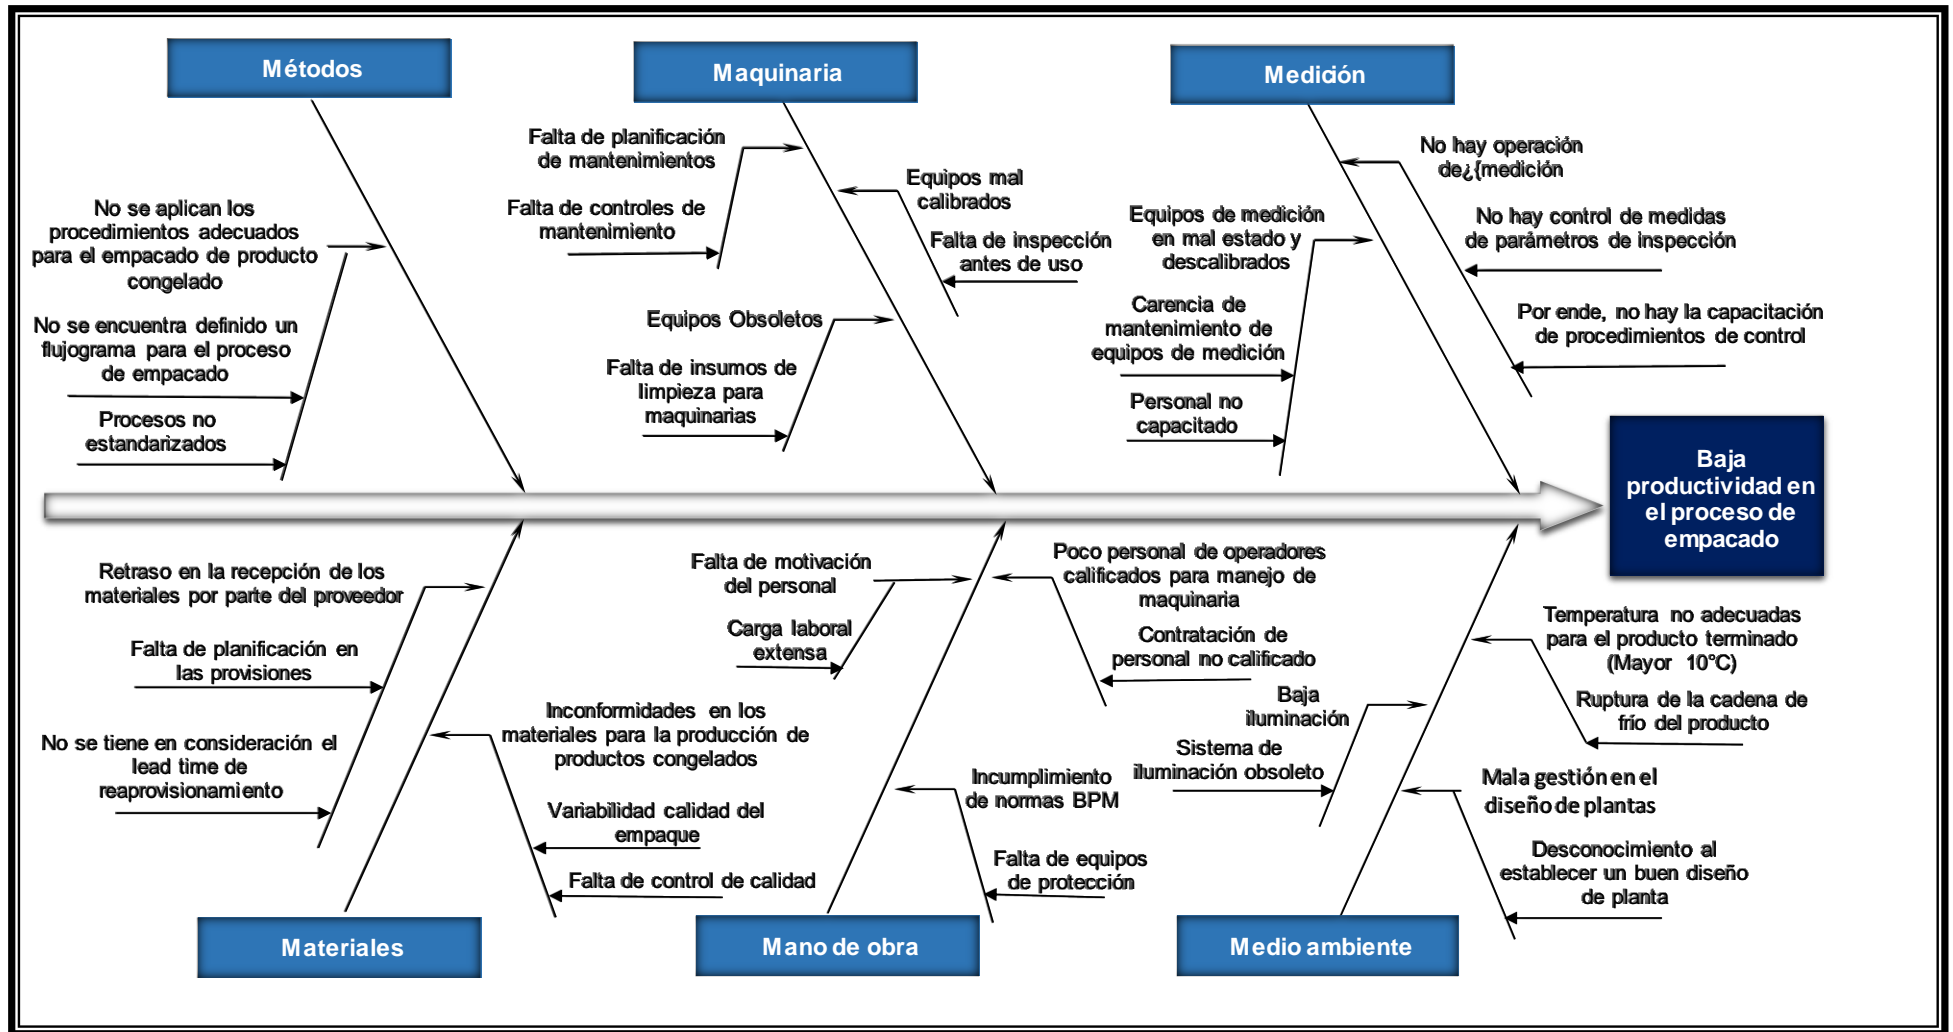 Métodos
Maquinaria
Medición
No se aplican los
procedimientos adecuados
para el empacado de producto
congelado
No se encuentra definido un
flujograma para el proceso
de empacado
Procesos no
estandarizados
Falta de planificación
de mantenimientos
Falta de controles de
mantenimiento
Equipos mal
calibrados
Falta de inspección
antes de uso
Equipos Obsoletos
Falta de insumos de
limpieza para
maquinarias
No hay operación
de¿{medición
No hay control de medidas
de parámetros de inspección
Por ende, no hay la capacitación
de procedimientos de control
Equipos de medición
en mal estado y
descalibrados
Carencia de
mantenimiento de
equipos de medición
Personal no
capacitado
Baja
productividad en
el proceso de
empacado
Retraso en la recepción de los
materiales por parte del proveedor
Falta de planificación en
las provisiones
No se tiene en consideración el
lead time de
reaprovisionamiento
Inconformidades en los
materiales para la producción de
productos congelados
Variabilidad calidad del
empaque
Falta de control de calidad
Falta de motivación
del personal
Carga laboral
extensa
Poco personal de operadores
calificados para manejo de
maquinaria
Contratación de
personal no calificado
Incumplimiento
de normas BPM
Falta de equipos
de protección
Temperatura no adecuadas
para el producto terminado
(Mayor 10°C)
Ruptura de la cadena de
frío del producto
Baja
iluminación
Sistema de
iluminación obsoleto
Mala gestión en el
diseño de plantas
Desconocimiento al
establecer un buen diseño
de planta
Materiales
Mano de obra
Medio ambiente